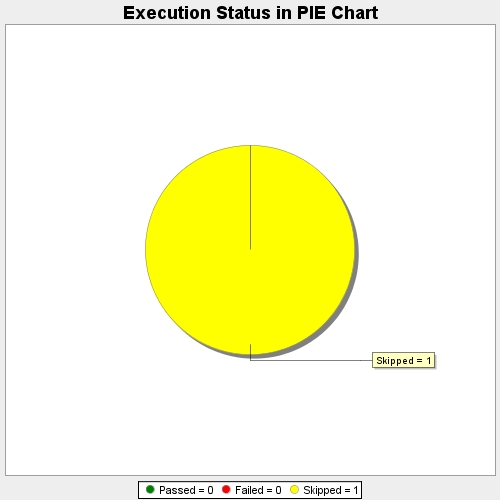 Execution Status in PIE Chart
Skipped = 1
Passed = 0 Failed = 0 Skipped = 1